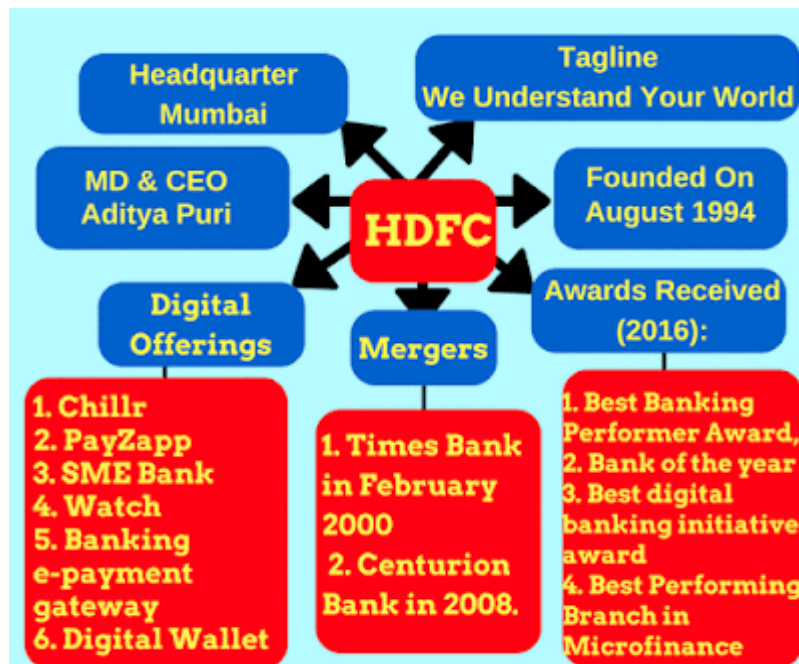 Headquarter
Mumbai
Tagline
We Understand Your World
MD & CEO
Aditya Puri
HDFC
Founded On
August 1994
Digital
Offerings
Mergers
Awards Received
(2016):
1. Chillr
2. PayZapp
3. SME Bank
4. Watch
5. Banking
e-payment
gateway
6. Digital Wallet
1. Times Bank
in February
2000
2. Centurion
Bank in 2008.
1. Best Banking
Performer Award,
2. Bank of the year
3. Best digital
banking initiative
award
4. Best Performing
Branch in
Microfinance